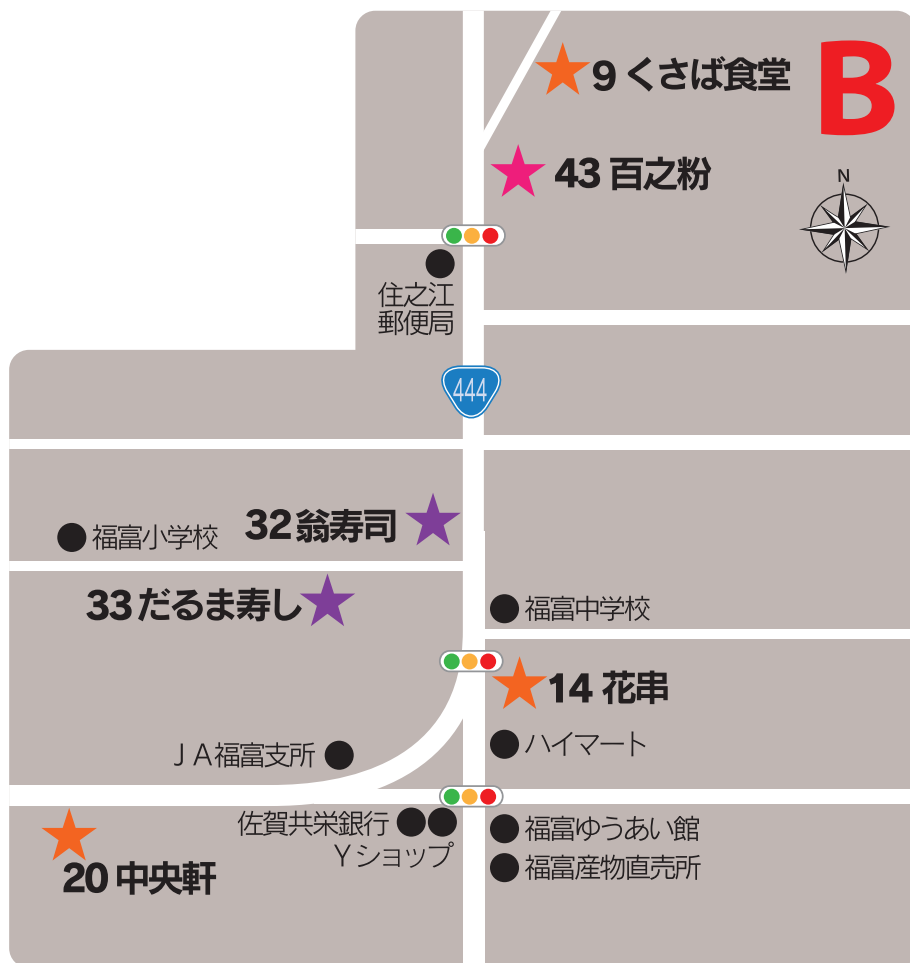 B
9 くさば食堂
43 百之粉
N
住之江
郵便局
444
32 翁寿司
福富小学校
33 だるま寿し
福富中学校
14 花串
ハイマート
ＪＡ福富支所
佐賀共栄銀行
Ｙショップ
福富ゆうあい館
福富産物直売所
20 中央軒